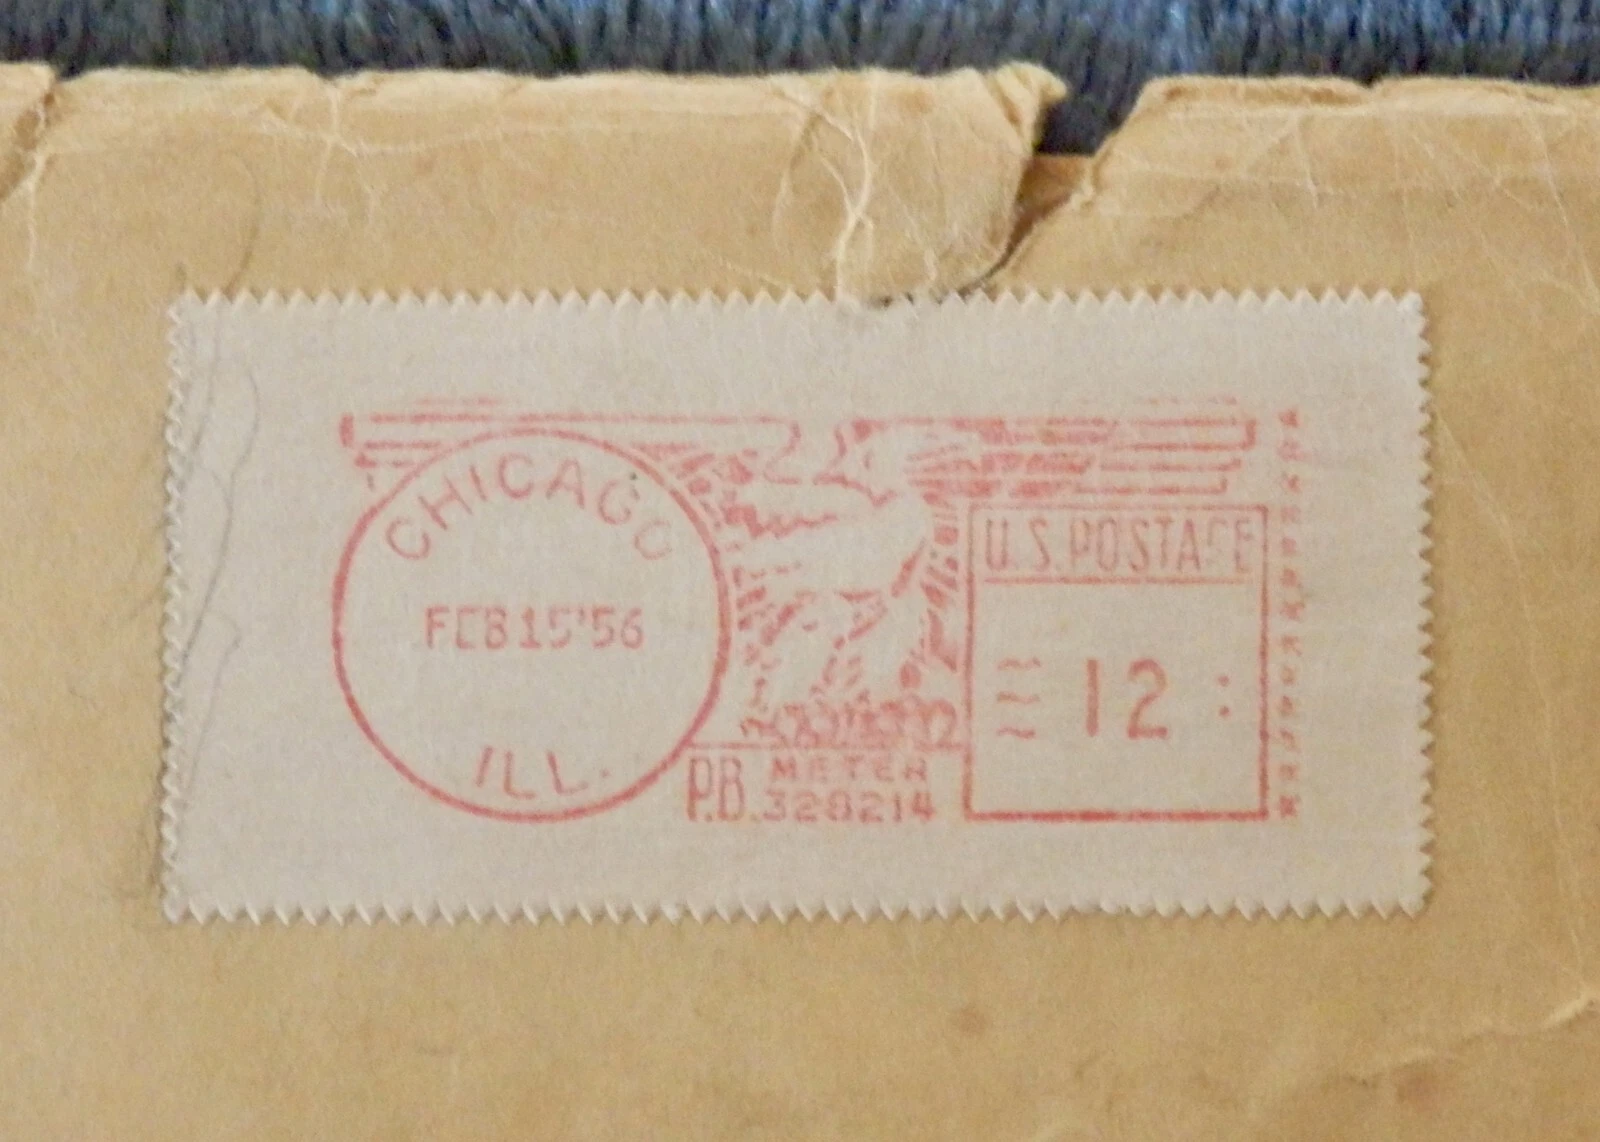 CHICAGO
FEB 15 '56
ILL.
U.S. POSTAGE
12
P.B. METER
328214